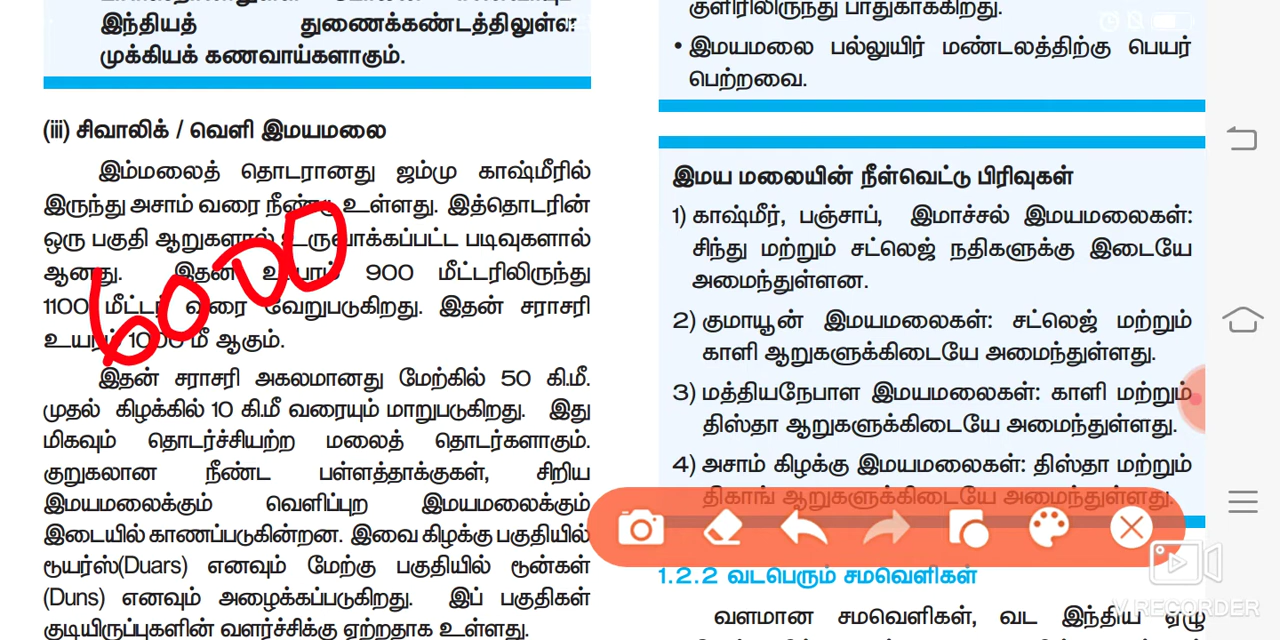 இந்தியத் துணைக்கண்டத்திலுள்ள
முக்கியக் கணவாய்களாகும்.
(iii) சிவாலிக் / வெளி இமயமலை
இம்மலைத் தொடரானது ஜம்மு காஷ்மீரில்
இருந்து அசாம் வரை நீண்டு உள்ளது. இத்தொடரின்
ஒரு பகுதி ஆறுகளால் உருவாக்கப்பட்ட படிவுகளால்
ஆனது. இதன் உயரம் 900 மீட்டரிலிருந்து
1100 மீட்டர் வரை வேறுபடுகிறது. இதன் சராசரி
உயரம் 1000 மீ ஆகும்.
6000
இதன் சராசரி அகலமானது மேற்கில் 50 கி.மீ.
முதல் கிழக்கில் 10 கி.மீ வரையும் மாறுபடுகிறது. இது
மிகவும் தொடர்ச்சியற்ற மலைத் தொடர்களாகும்.
குறுகலான நீண்ட பள்ளத்தாக்குகள், சிறிய
இமயமலைக்கும் வெளிப்புற இமயமலைக்கும்
இடையில் காணப்படுகின்றன. இவை கிழக்கு பகுதியில்
டூயர்ஸ்(Duars) எனவும் மேற்கு பகுதியில் டூன்கள்
(Duns) எனவும் அழைக்கப்படுகிறது. இப் பகுதிகள்
குடியிருப்புகளின் வளர்ச்சிக்கு ஏற்றதாக உள்ளது.
குளிரிலிருந்து பாதுகாக்கிறது.
• இமயமலை பல்லுயிர் மண்டலத்திற்கு பெயர்
பெற்றவை.
இமய மலையின் நீள்வெட்டு பிரிவுகள்
1) காஷ்மீர், பஞ்சாப், இமாச்சல் இமயமலைகள்:
சிந்து மற்றும் சட்லெஜ் நதிகளுக்கு இடையே
அமைந்துள்ளன.
2) குமாயூன் இமயமலைகள்: சட்லெஜ் மற்றும்
காளி ஆறுகளுக்கிடையே அமைந்துள்ளது.
3) மத்தியநேபாள இமயமலைகள்: காளி மற்றும்
திஸ்தா ஆறுகளுக்கிடையே அமைந்துள்ளது.
4) அசாம் கிழக்கு இமயமலைகள்: திஸ்தா மற்றும்
திகாங் ஆறுகளுக்கிடையே அமைந்துள்ளது.
1.2.2 வடபெரும் சமவெளிகள்
வளமான சமவெளிகள், வட இந்திய ஏழு
V RECORDER